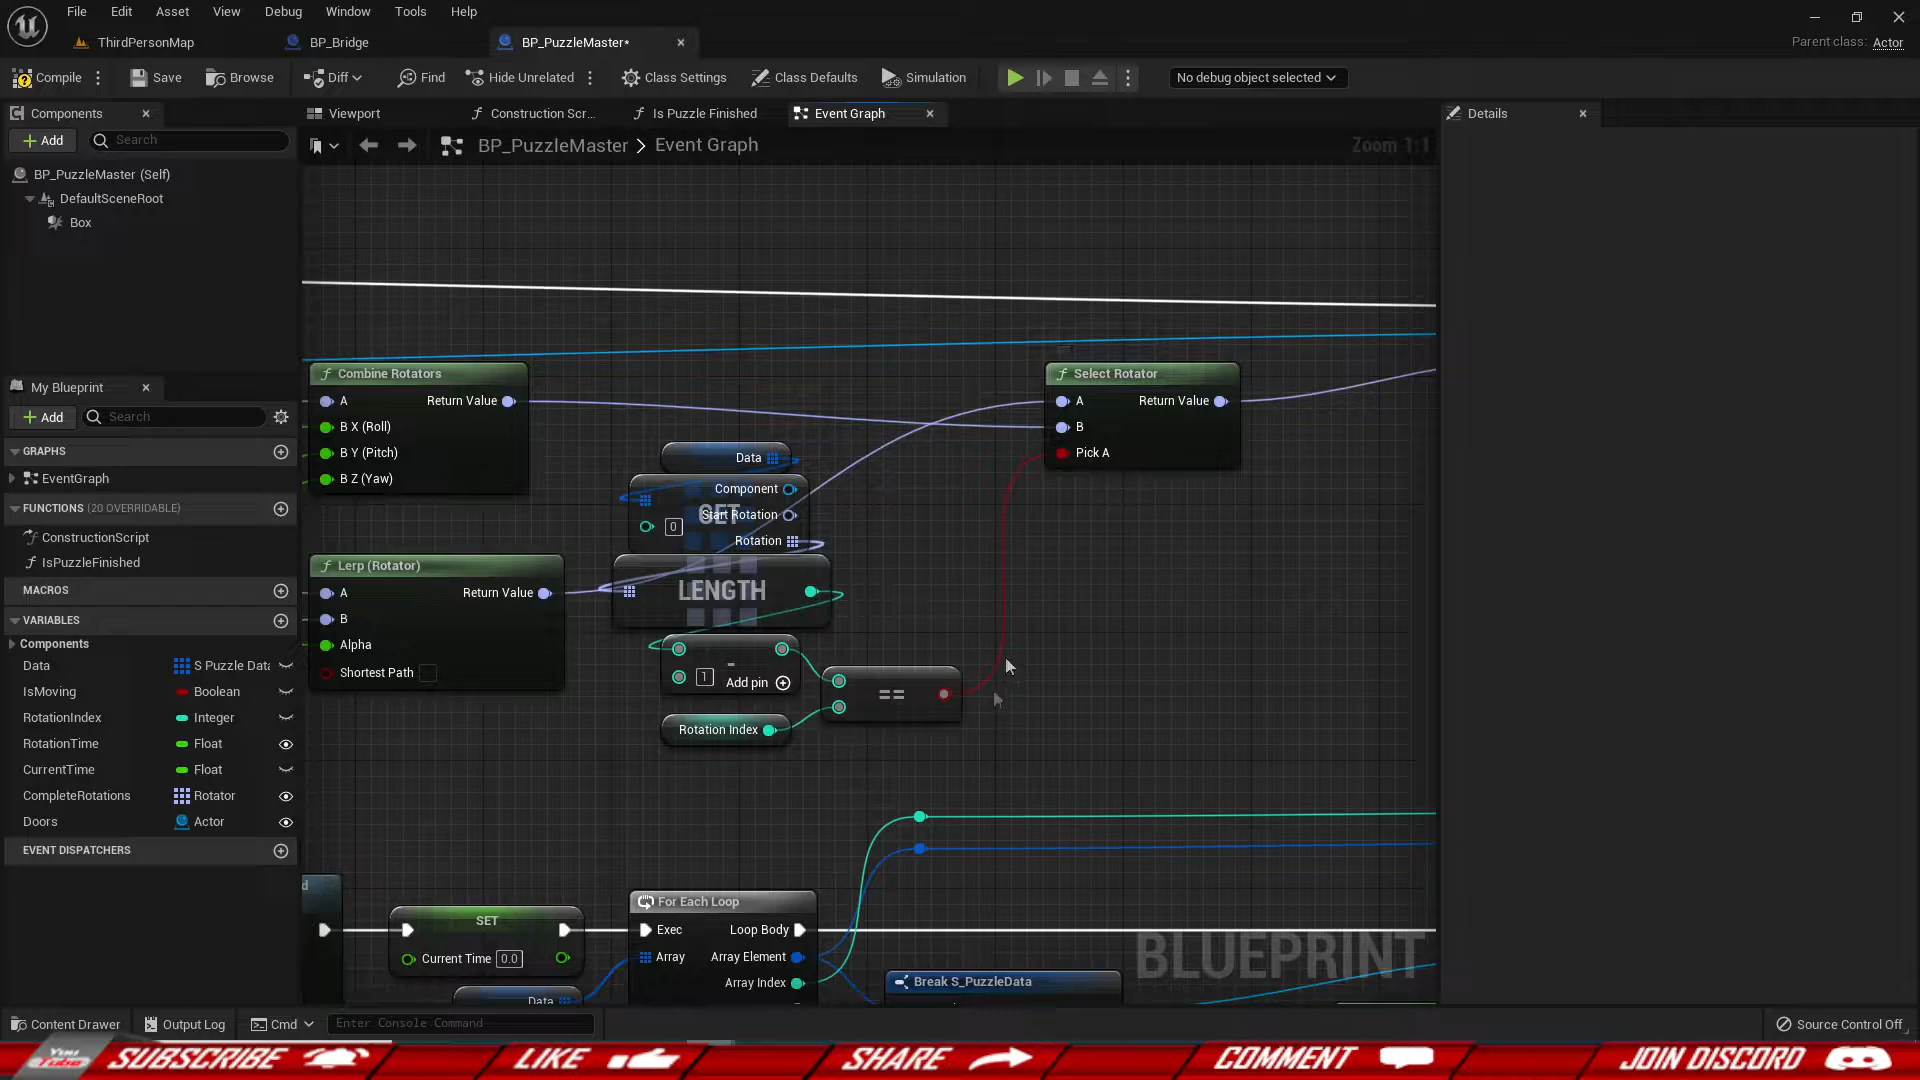 File Edit Asset View Debug Window Tools Help
ThirdPersonMap BP_Bridge BP_PuzzleMaster*
Parent class: Actor
Compile Save Browse Diff Find Hide Unrelated Class Settings Class Defaults Simulation No debug object selected
Components Viewport Construction Scr... Is Puzzle Finished Event Graph Details
Add Search
BP_PuzzleMaster > Event Graph Zoom 1:1
BP_PuzzleMaster (Self)
DefaultSceneRoot
Box
My Blueprint
Add Search
GRAPHS
EventGraph
FUNCTIONS (20 OVERRIDABLE)
ConstructionScript
IsPuzzleFinished
MACROS
VARIABLES
Components
Data S Puzzle Data
IsMoving Boolean
RotationIndex Integer
RotationTime Float
CurrentTime Float
CompleteRotations Rotator
Doors Actor
EVENT DISPATCHERS
Combine Rotators
A Return Value
B X (Roll)
B Y (Pitch)
B Z (Yaw)
Lerp (Rotator)
A Return Value
B
Alpha
Shortest Path
Data
GET
Component
0 Start Rotation
Rotation
LENGTH
-
1 Add pin
Rotation Index
==
Select Rotator
A Return Value
B
Pick A
d
SET
Current Time 0.0
Data
For Each Loop
Exec Loop Body
Array Array Element
Array Index
Break S_PuzzleData
BLUEPRINT
Content Drawer Output Log Cmd Enter Console Command Source Control Off
You Tube SUBSCRIBE LIKE SHARE COMMENT JOIN DISCORD